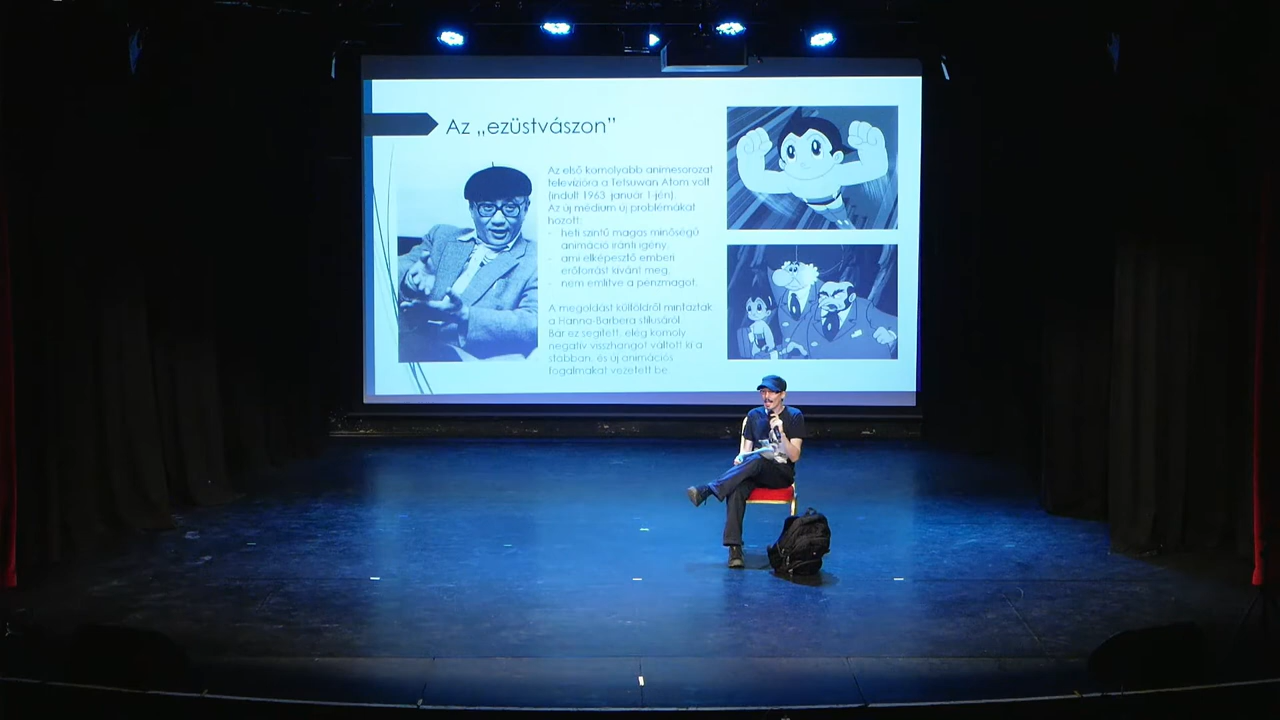 Az „ezüstvászon”
Az első komolyabb animesorozat
televízióra a Tetsuwan Atom volt
(indult 1963. január 1-jén).
Az új médium új problémákat
hozott:
- heti szintű magas minőségű
animáció iránti igény,
- ami elképesztő emberi
erőforrást kívánt meg,
- nem említve a pénzmagot.
A megoldást külföldről mintázták
a Hanna-Barbera stílusáról.
Bár ez segített, elég komoly
negatív visszhangot váltott ki a
stábban, és új animációs
fogalmakat vezetett be.